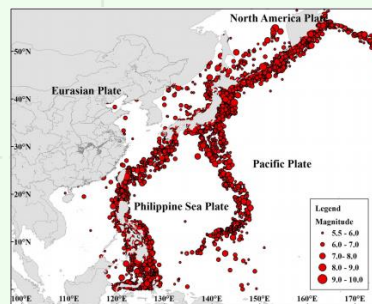 North America Plate
50°N
Eurasian Plate
40°N
30°N
Pacific Plate
20°N
Philippine Sea Plate
10°N
Legend
Magnitude
5.5 - 6.0
6.0 - 7.0
7.0 - 8.0
8.0 - 9.0
9.0 - 10.0
0°
110°E
120°E
130°E
140°E
150°E
160°E
170°E